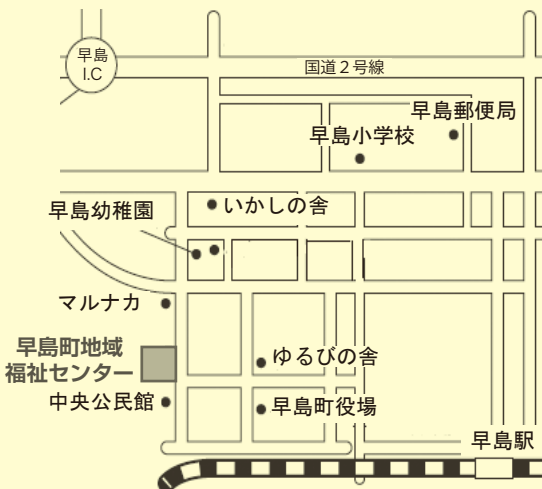 早島
I.C
国道２号線
早島郵便局
早島小学校
いかしの舎
早島幼稚園
マルナカ
早島町地域
福祉センター
ゆるびの舎
中央公民館
早島町役場
早島駅